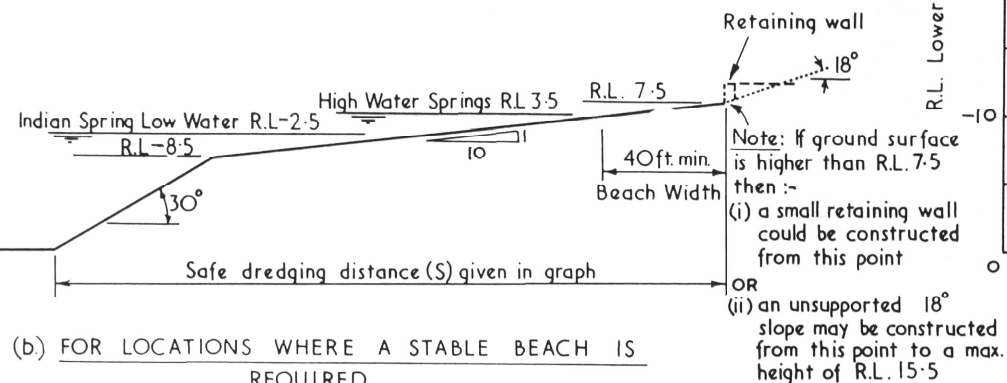 Retaining wall
18°
R.L. Lower
High Water Springs R.L 3·5
R.L. 7·5
Indian Spring Low Water R.L-2·5
R.L-8·5
-10
1
10
40ft. min.
Beach Width
30°
Note: If ground surface
is higher than R.L. 7·5
then :-
(i) a small retaining wall
could be constructed
from this point
OR
(ii) an unsupported 18°
slope may be constructed
from this point to a max.
height of R.L. 15·5
0
Safe dredging distance (S) given in graph
(b.) FOR LOCATIONS WHERE A STABLE BEACH IS
REQUIRED